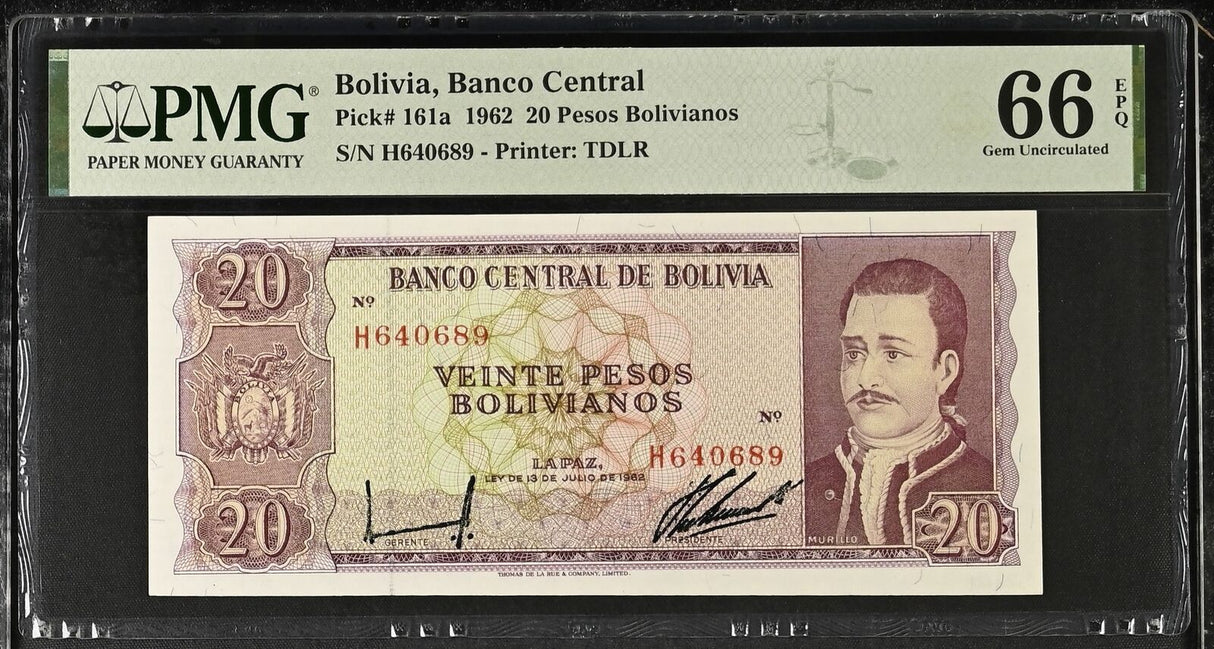 PMG®
PAPER MONEY GUARANTY
Bolivia, Banco Central
Pick# 161a 1962 20 Pesos Bolivianos
S/N H640689 - Printer: TDLR
66 EPQ
Gem Uncirculated
20
BANCO CENTRAL DE BOLIVIA
Nº
H640689
BOLIVIA
VEINTE PESOS
BOLIVIANOS
Nº
H640689
LA PAZ,
LEY DE 13 DE JULIO DE 1962
20
GERENTE
PRESIDENTE
MURILLO
20
THOMAS DE LA RUE & COMPANY, LIMITED.